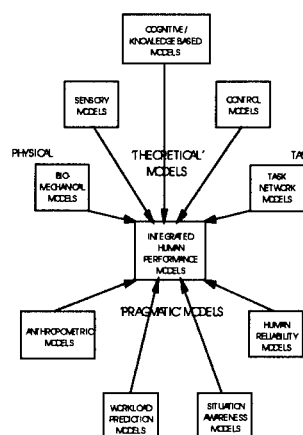 COGNITIVE/
KNOWLEDGE BASED
MODELS
SENSORY
MODELS
CONTROL
MODELS
PHYSICAL
'THEORETICAL'
MODELS
TAS
BIO-
MECHANICAL
MODELS
TASK
NETWORK
MODELS
INTEGRATED
HUMAN
PERFORMANCE
MODELS
'PRAGMATIC' MODELS
ANTHROPOMETRIC
MODELS
HUMAN
RELIABILITY
MODELS
WORKLOAD
PREDICTION
MODELS
SITUATION
AWARENESS
MODELS